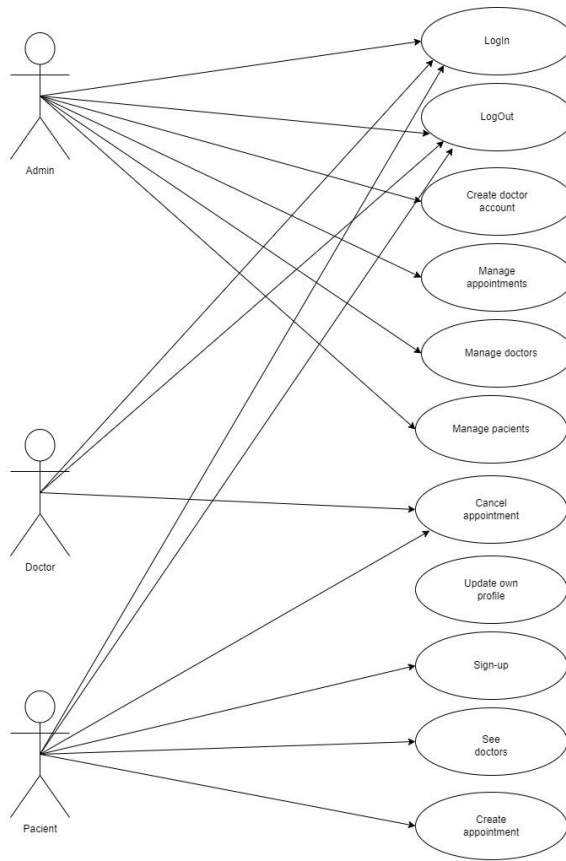 LogIn
LogOut
Admin
Create doctor
account
Manage
appointments
Manage doctors
Manage pacients
Cancel
appointment
Doctor
Update own
profile
Sign-up
See
doctors
Pacient
Create
appointment